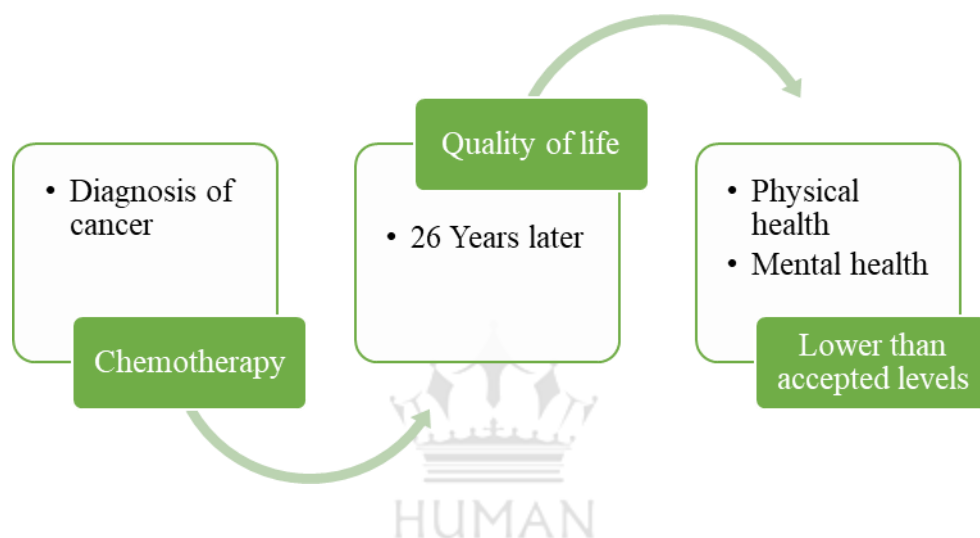 • Diagnosis of
cancer
Chemotherapy
Quality of life
• 26 Years later
• Physical
health
• Mental health
Lower than
accepted levels
HUMAN